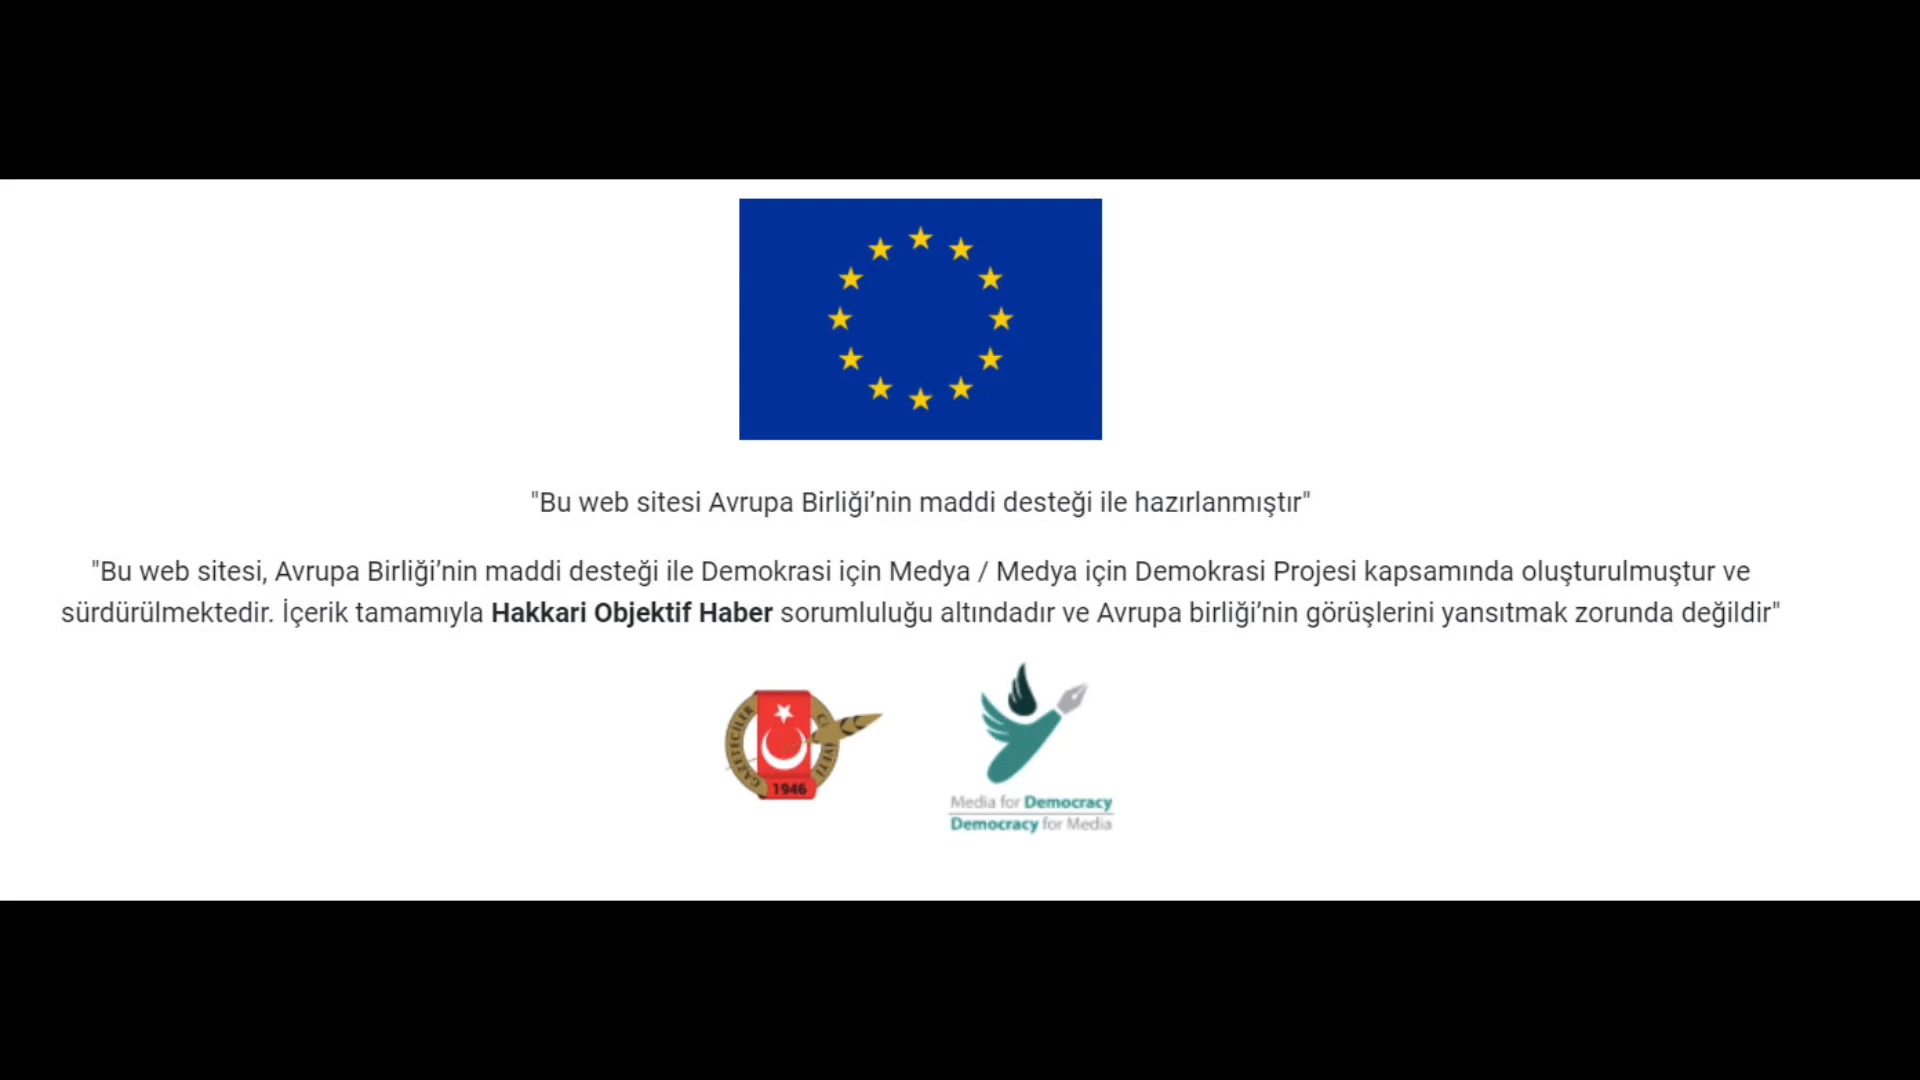 "Bu web sitesi Avrupa Birliği’nin maddi desteği ile hazırlanmıştır"
"Bu web sitesi, Avrupa Birliği’nin maddi desteği ile Demokrasi için Medya / Medya için Demokrasi Projesi kapsamında oluşturulmuştur ve
sürdürülmektedir. İçerik tamamıyla Hakkari Objektif Haber sorumluluğu altındadır ve Avrupa birliği’nin görüşlerini yansıtmak zorunda değildir"
GAZETECİLER
1946
Media for Democracy
Democracy for Media